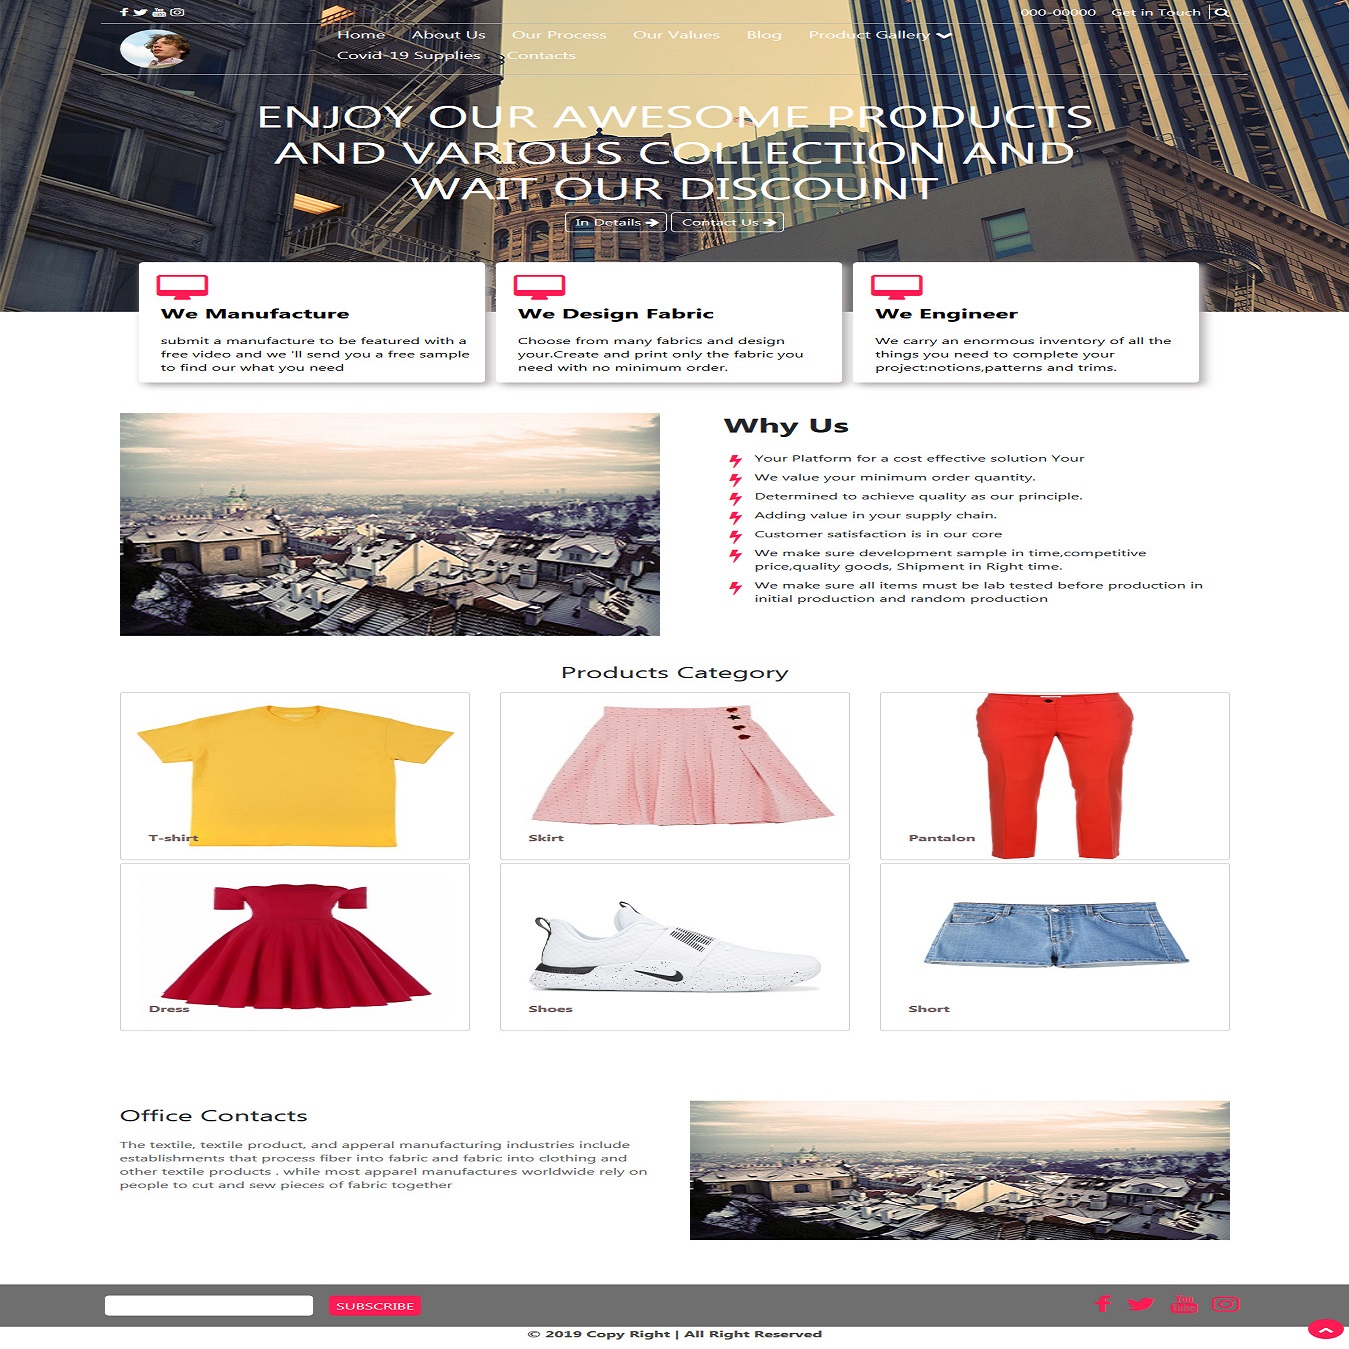 000-00000 Get in Touch
Home About Us Our Process Our Values Blog Product Gallery
Covid-19 Supplies Contacts
ENJOY OUR AWESOME PRODUCTS
AND VARIOUS COLLECTION AND
WAIT OUR DISCOUNT
In Details Contact Us
We Manufacture
submit a manufacture to be featured with a
free video and we 'll send you a free sample
to find our what you need
We Design Fabric
Choose from many fabrics and design
your.Create and print only the fabric you
need with no minimum order.
We Engineer
We carry an enormous inventory of all the
things you need to complete your
project:notions,patterns and trims.
Why Us
Your Platform for a cost effective solution Your
We value your minimum order quantity.
Determined to achieve quality as our principle.
Adding value in your supply chain.
Customer satisfaction is in our core
We make sure development sample in time,competitive
price,quality goods, Shipment in Right time.
We make sure all items must be lab tested before production in
initial production and random production
Products Category
T-shirt
Skirt
Pantalon
Dress
Shoes
Short
Office Contacts
The textile, textile product, and apperal manufacturing industries include
establishments that process fiber into fabric and fabric into clothing and
other textile products . while most apparel manufactures worldwide rely on
people to cut and sew pieces of fabric together
SUBSCRIBE
You
Tube
© 2019 Copy Right | All Right Reserved